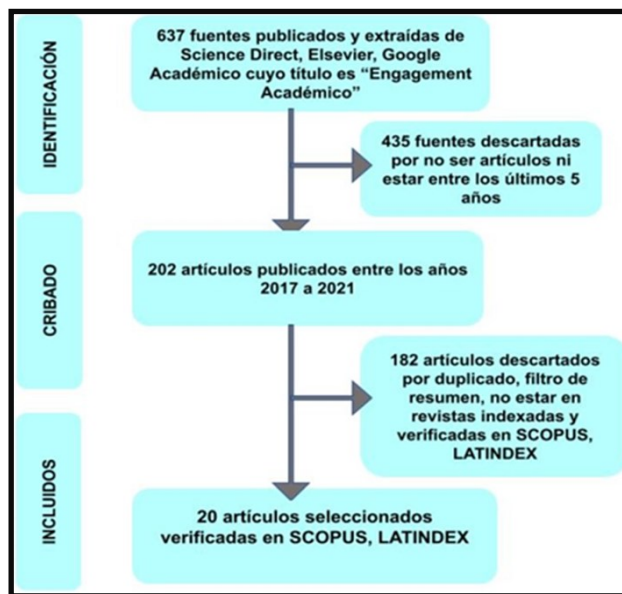 IDENTIFICACIÓN
637 fuentes publicados y extraídas de
Science Direct, Elsevier, Google
Académico cuyo título es “Engagement
Académico”
435 fuentes descartadas
por no ser artículos ni
estar entre los últimos 5
años
CRIBADO
202 artículos publicados entre los años
2017 a 2021
182 artículos descartados
por duplicado, filtro de
resumen, no estar en
revistas indexadas y
verificadas en SCOPUS,
LATINDEX
INCLUIDOS
20 artículos seleccionados
verificadas en SCOPUS, LATINDEX